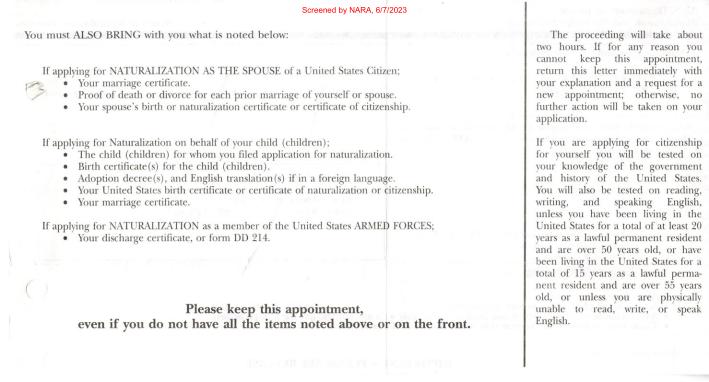 Screened by NARA, 6/7/2023
You must ALSO BRING with you what is noted below:
If applying for NATURALIZATION AS THE SPOUSE of a United States Citizen;
• Your marriage certificate.
• Proof of death or divorce for each prior marriage of yourself or spouse.
• Your spouse's birth or naturalization certificate or certificate of citizenship.
If applying for Naturalization on behalf of your child (children);
• The child (children) for whom you filed application for naturalization.
• Birth certificate(s) for the child (children).
• Adoption decree(s), and English translation(s) if in a foreign language.
• Your United States birth certificate or certificate of naturalization or citizenship.
• Your marriage certificate.
If applying for NATURALIZATION as a member of the United States ARMED FORCES;
• Your discharge certificate, or form DD 214.
Please keep this appointment,
even if you do not have all the items noted above or on the front.
The proceeding will take about
two hours. If for any reason you
cannot keep this appointment,
return this letter immediately with
your explanation and a request for a
new appointment; otherwise, no
further action will be taken on your
application.
If you are applying for citizenship
for yourself you will be tested on
your knowledge of the government
and history of the United States.
You will also be tested on reading,
writing, and speaking English,
unless you have been living in the
United States for a total of at least 20
years as a lawful permanent resident
and are over 50 years old, or have
been living in the United States for a
total of 15 years as a lawful perma-
nent resident and are over 55 years
old, or unless you are physically
unable to read, write, or speak
English.